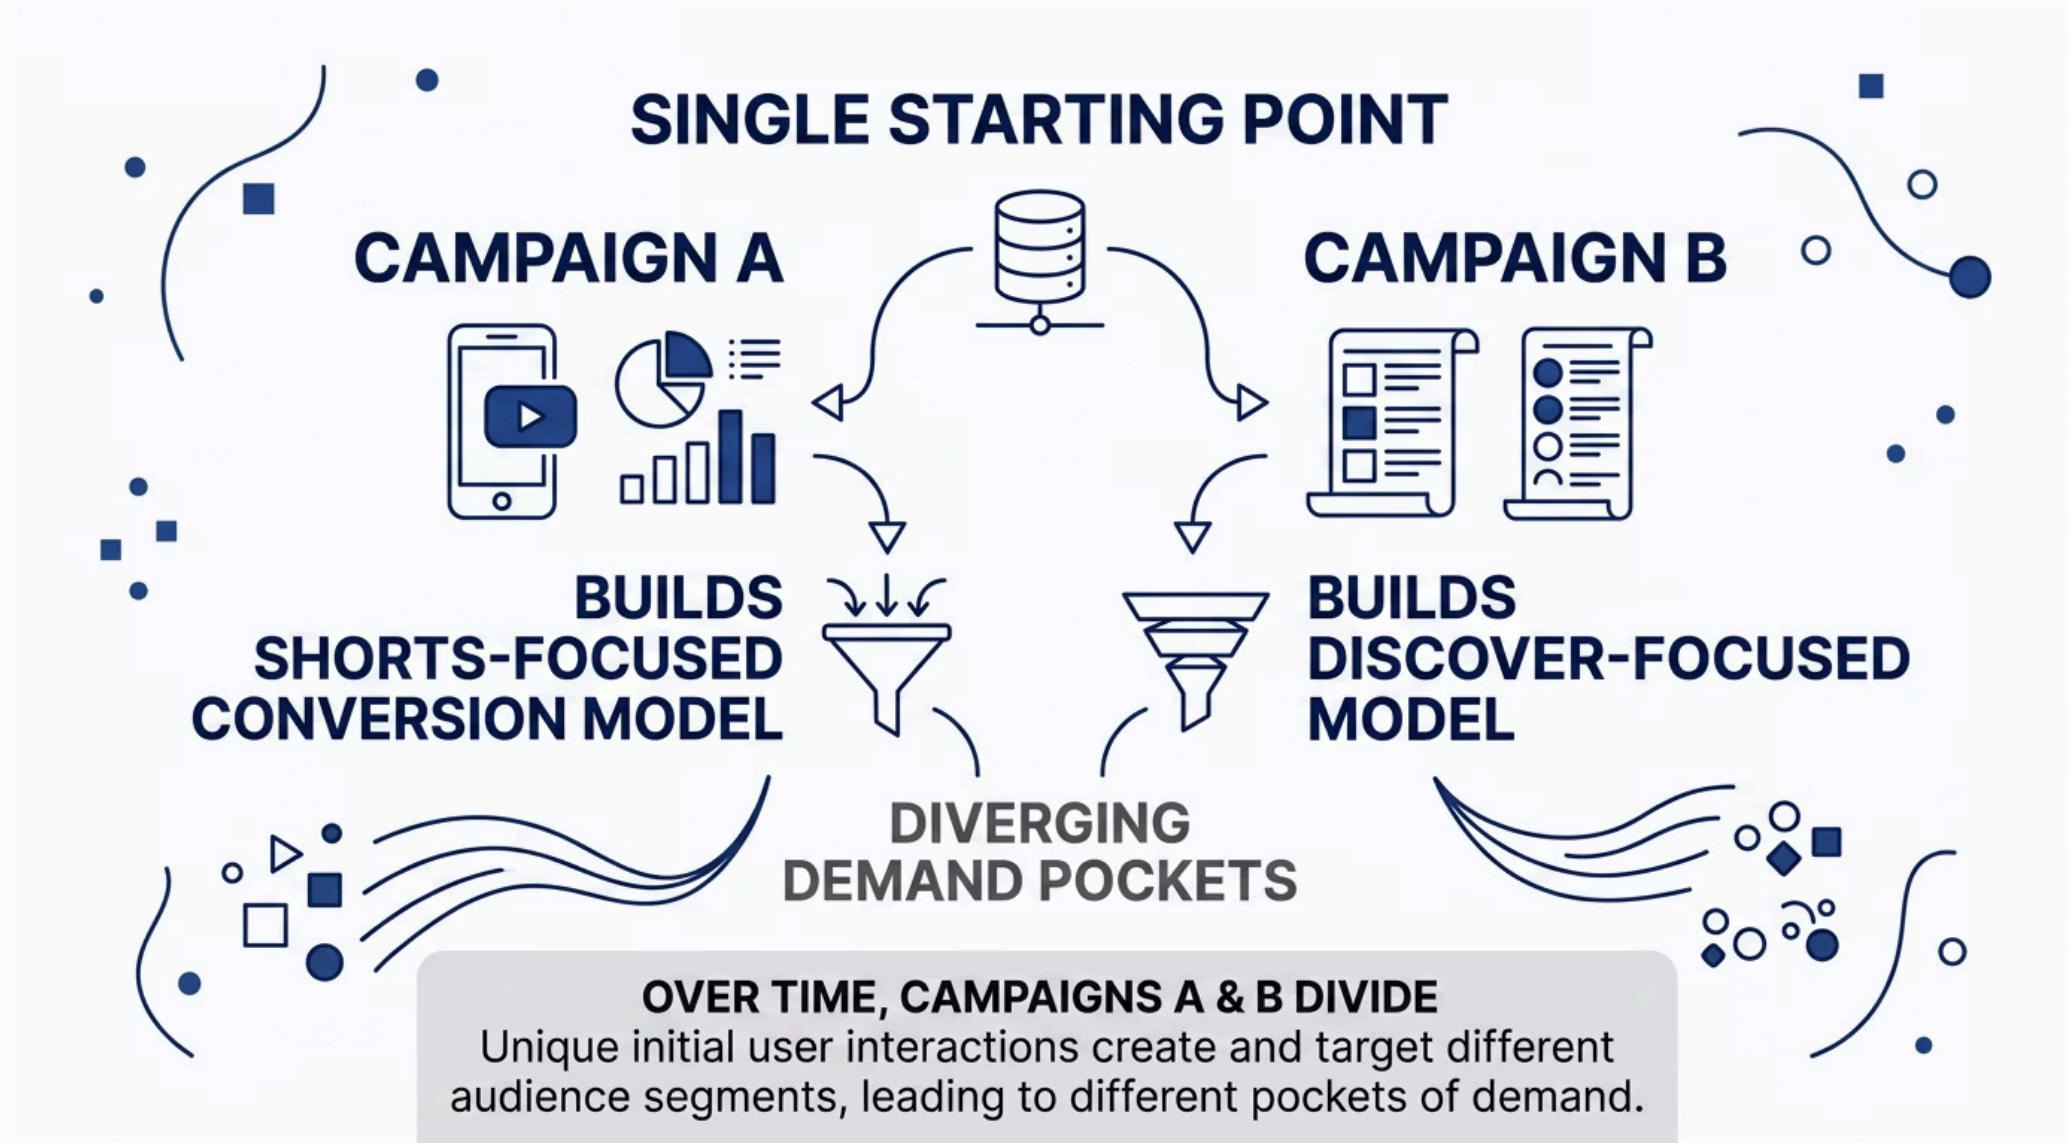 SINGLE STARTING POINT
CAMPAIGN A
CAMPAIGN B
BUILDS
SHORTS-FOCUSED
CONVERSION MODEL
BUILDS
DISCOVER-FOCUSED
MODEL
DIVERGING
DEMAND POCKETS
OVER TIME, CAMPAIGNS A & B DIVIDE
Unique initial user interactions create and target different
audience segments, leading to different pockets of demand.